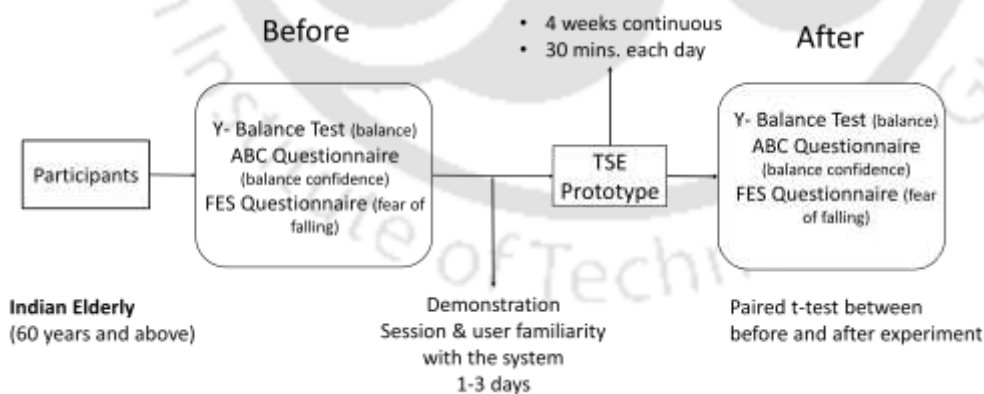 Before
• 4 weeks continuous
• 30 mins. each day
After
Participants
Y- Balance Test (balance)
ABC Questionnaire
(balance confidence)
FES Questionnaire (fear of
falling)
TSE
Prototype
Y- Balance Test (balance)
ABC Questionnaire
(balance confidence)
FES Questionnaire (fear
of falling)
Indian Elderly
(60 years and above)
Demonstration
Session & user familiarity
with the system
1-3 days
Paired t-test between
before and after experiment
Institute of Techn